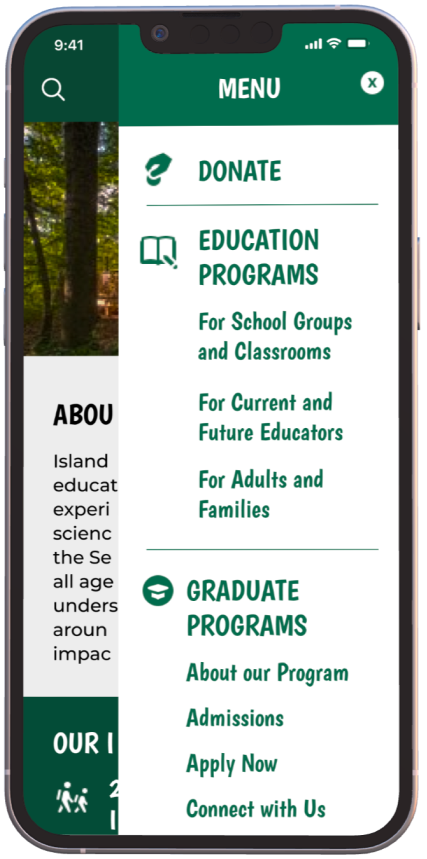 9:41
MENU
X
DONATE
EDUCATION
PROGRAMS
For School Groups
and Classrooms
For Current and
Future Educators
For Adults and
Families
GRADUATE
PROGRAMS
About our Program
Admissions
Apply Now
Connect with Us
ABOU
Island
educat
experi
scienc
the Se
all age
unders
aroun
impac
OUR I
2